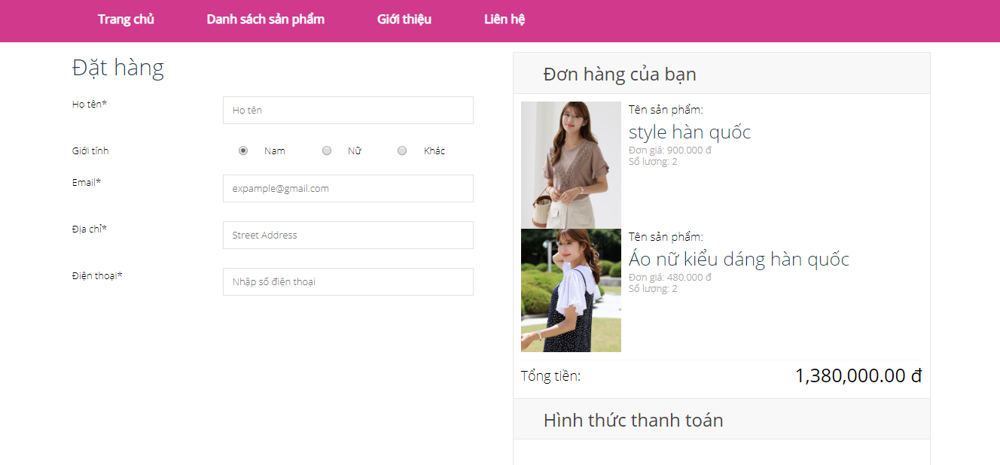 Trang chủ Danh sách sản phẩm Giới thiệu Liên hệ
Đặt hàng
Họ tên*
Họ tên
Giới tính
Nam Nữ Khác
Email*
expample@gmail.com
Địa chỉ*
Street Address
Điện thoại*
Nhập số điện thoại
Đơn hàng của bạn
Tên sản phẩm:
style hàn quốc
Đơn giá: 900.000 đ
Số lượng: 2
Tên sản phẩm:
Áo nữ kiểu dáng hàn quốc
Đơn giá: 480.000 đ
Số lượng: 2
Tổng tiền: 1,380,000.00 đ
Hình thức thanh toán